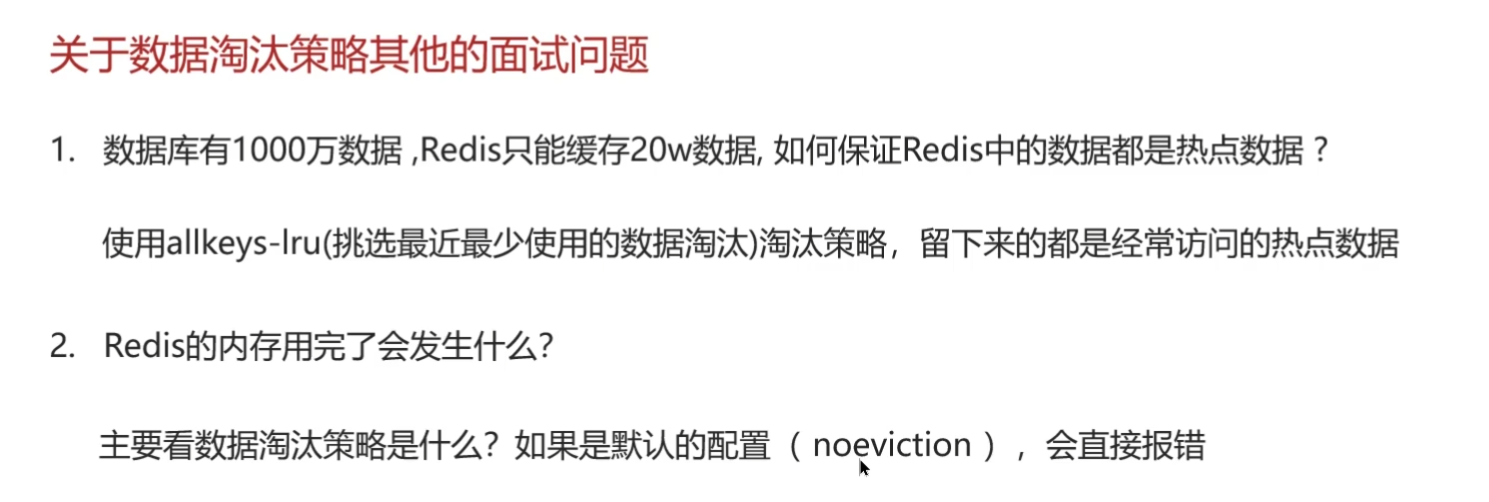 关于数据淘汰策略其他的面试问题
1. 数据库有1000万数据 ,Redis只能缓存20w数据, 如何保证Redis中的数据都是热点数据 ?
使用allkeys-lru(挑选最近最少使用的数据淘汰)淘汰策略，留下来的都是经常访问的热点数据
2. Redis的内存用完了会发生什么？
主要看数据淘汰策略是什么？如果是默认的配置（ noeviction ），会直接报错